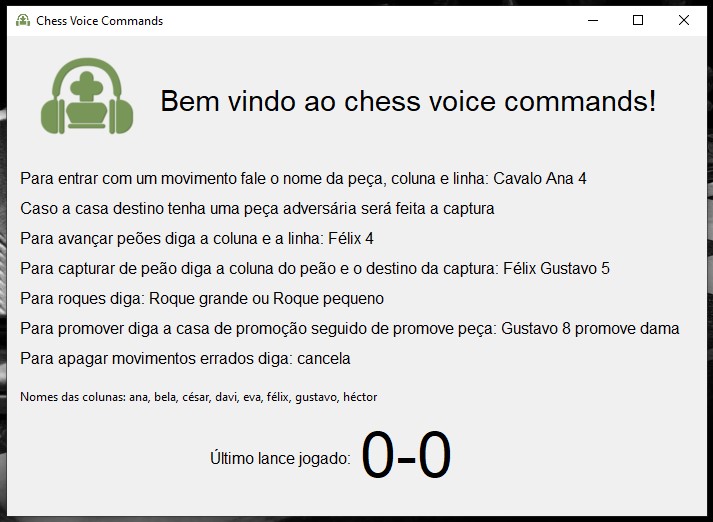 Chess Voice Commands
Bem vindo ao chess voice commands!
Para entrar com um movimento fale o nome da peça, coluna e linha: Cavalo Ana 4
Caso a casa destino tenha uma peça adversária será feita a captura
Para avançar peões diga a coluna e a linha: Félix 4
Para capturar de peão diga a coluna do peão e o destino da captura: Félix Gustavo 5
Para roques diga: Roque grande ou Roque pequeno
Para promover diga a casa de promoção seguido de promove peça: Gustavo 8 promove dama
Para apagar movimentos errados diga: cancela
Nomes das colunas: ana, bela, césar, davi, eva, félix, gustavo, héctor
Último lance jogado: 0-0